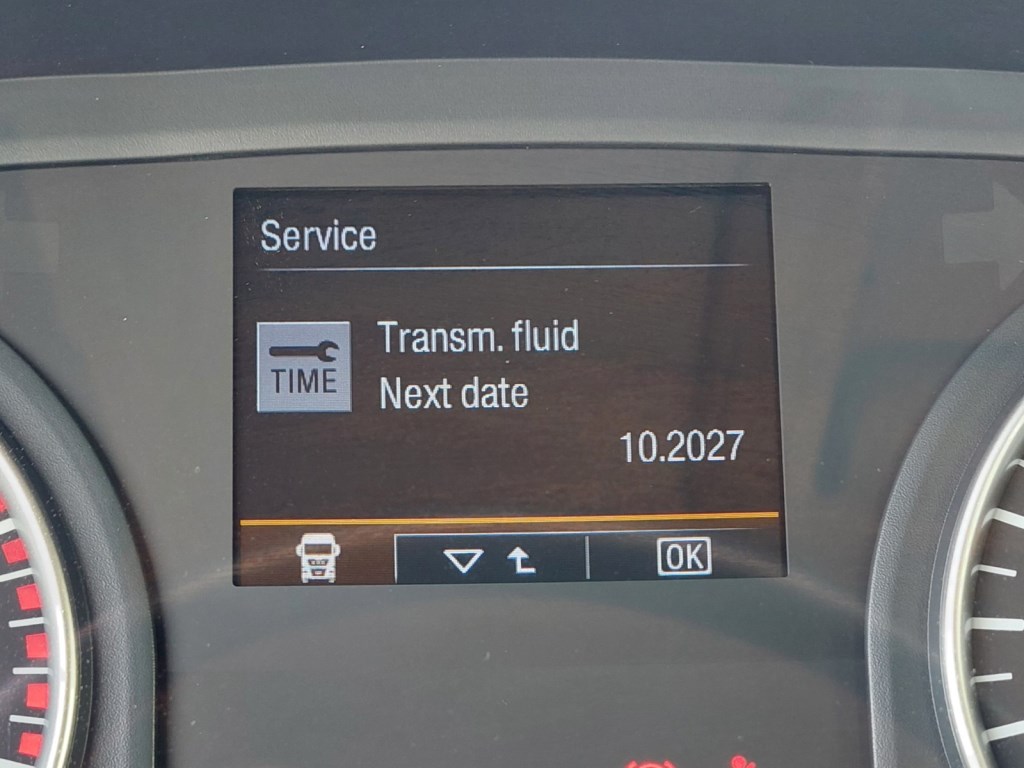 Service
TIME
Transm. fluid
Next date
10.2027
OK